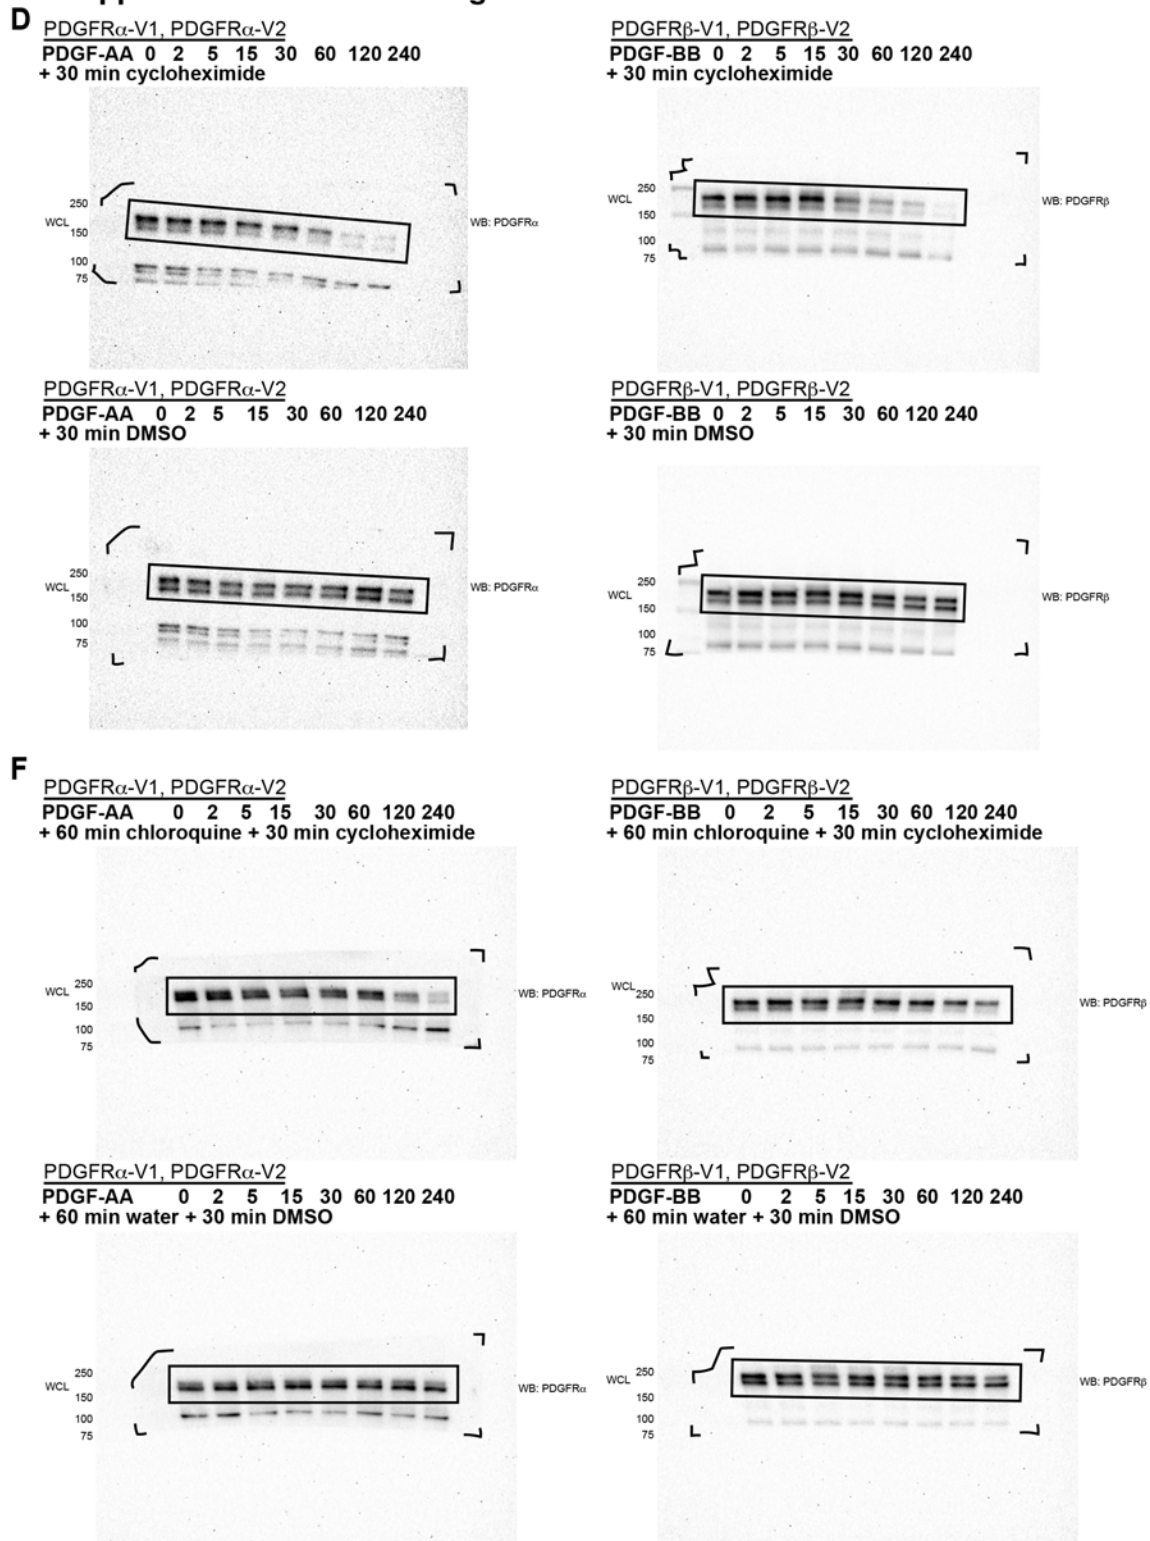 D
PDGFRα-V1, PDGFRα-V2
PDGF-AA 0 2 5 15 30 60 120 240
+ 30 min cycloheximide
250
WCL
150
100
75
WB: PDGFRα
PDGFRβ-V1, PDGFRβ-V2
PDGF-BB 0 2 5 15 30 60 120 240
+ 30 min cycloheximide
250
WCL
150
100
75
WB: PDGFRβ
PDGFRα-V1, PDGFRα-V2
PDGF-AA 0 2 5 15 30 60 120 240
+ 30 min DMSO
250
WCL
150
100
75
WB: PDGFRα
PDGFRβ-V1, PDGFRβ-V2
PDGF-BB 0 2 5 15 30 60 120 240
+ 30 min DMSO
250
WCL
150
100
75
WB: PDGFRβ
F
PDGFRα-V1, PDGFRα-V2
PDGF-AA 0 2 5 15 30 60 120 240
+ 60 min chloroquine + 30 min cycloheximide
250
WCL
150
100
75
WB: PDGFRα
PDGFRβ-V1, PDGFRβ-V2
PDGF-BB 0 2 5 15 30 60 120 240
+ 60 min chloroquine + 30 min cycloheximide
WCL
250
150
100
75
WB: PDGFRβ
PDGFRα-V1, PDGFRα-V2
PDGF-AA 0 2 5 15 30 60 120 240
+ 60 min water + 30 min DMSO
250
WCL
150
100
75
WB: PDGFRα
PDGFRβ-V1, PDGFRβ-V2
PDGF-BB 0 2 5 15 30 60 120 240
+ 60 min water + 30 min DMSO
250
WCL
150
100
75
WB: PDGFRβ